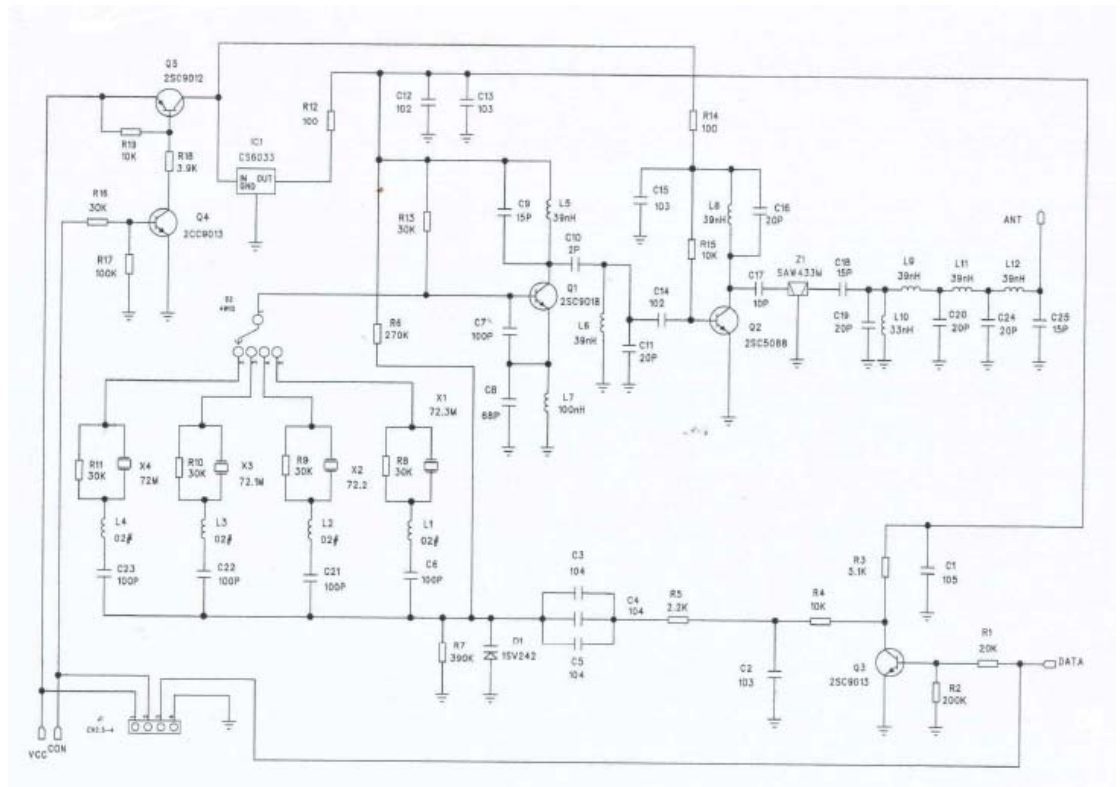 Q5
2SC9012
R19
10K
R18
3.9K
R16
30K
Q4
2CC9013
R17
100K
IC1
CS6033
IN OUT
GND
R12
100
C12
102
C13
103
R14
100
R13
30K
C9
15P
L5
39nH
C10
2P
C15
103
L8
39nH
C16
20P
R15
10K
ANT
Q1
2SC9018
C7
100P
L6
39nH
C14
102
C11
20P
Q2
2SC5088
C17
10P
Z1
SAW433M
C18
15P
L9
39nH
L11
39nH
L12
39nH
C19
20P
L10
33nH
C20
20P
C24
20P
C25
15P
R6
270K
C8
68P
L7
100nH
X1
72.3M
R11
30K
X4
72M
R10
30K
X3
72.1M
R9
30K
X2
72.2
R8
30K
L4
02#
L3
02#
L2
02#
L1
02#
C23
100P
C22
100P
C21
100P
C6
100P
C3
104
C4
104
C5
104
R5
2.2K
R4
10K
R3
5.1K
C1
105
R7
390K
D1
1SV242
C2
103
Q3
2SC9013
R1
20K
R2
200K
DATA
VCC
CON